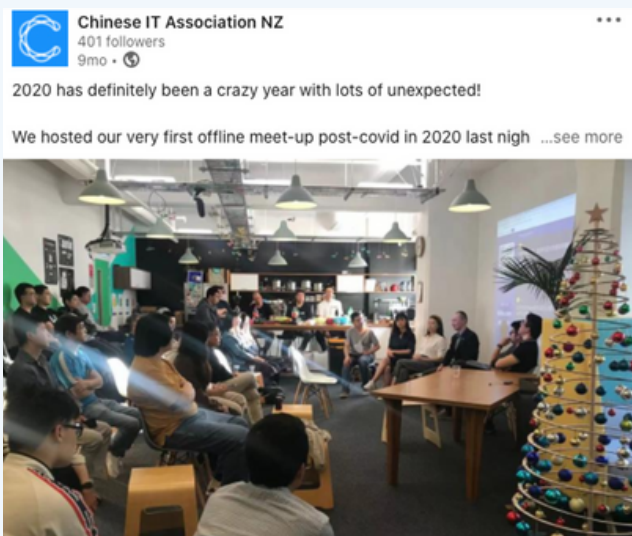 Chinese IT Association NZ
401 followers
9mo •
2020 has definitely been a crazy year with lots of unexpected!
We hosted our very first offline meet-up post-covid in 2020 last nigh ...see more